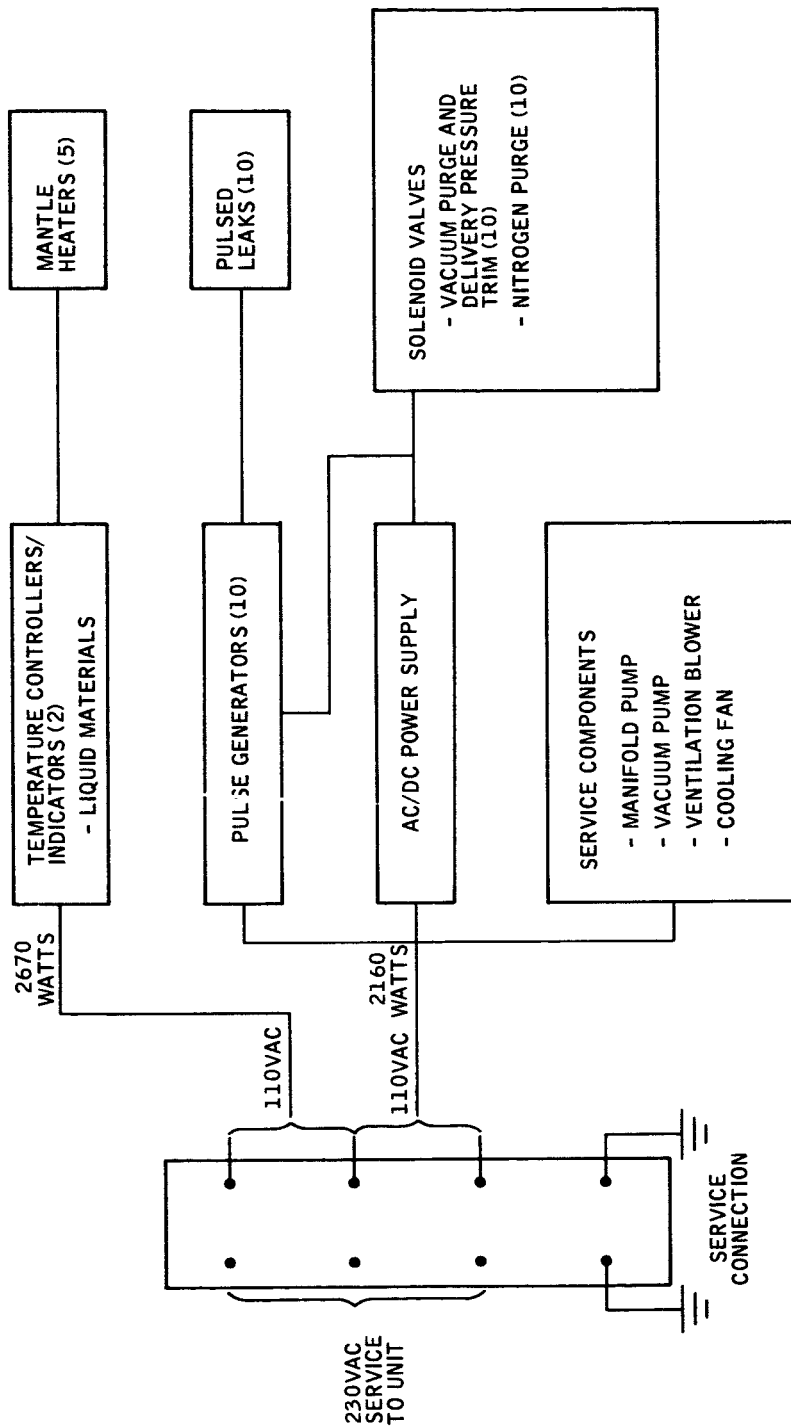 230VAC
SERVICE
TO UNIT
SERVICE
CONNECTION
110VAC
110VAC
2670
WATTS
2160
WATTS
TEMPERATURE CONTROLLERS/
INDICATORS (2)
- LIQUID MATERIALS
PULSE GENERATORS (10)
AC/DC POWER SUPPLY
SERVICE COMPONENTS
- MANIFOLD PUMP
- VACUUM PUMP
- VENTILATION BLOWER
- COOLING FAN
MANTLE
HEATERS (5)
PULSED
LEAKS (10)
SOLENOID VALVES
- VACUUM PURGE AND
DELIVERY PRESSURE
TRIM (10)
- NITROGEN PURGE (10)